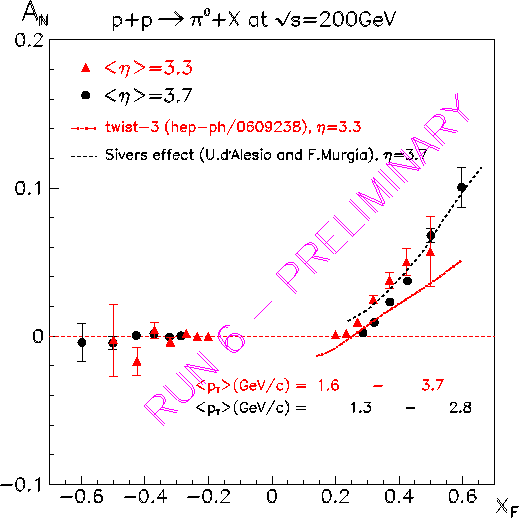 A_N
p+p → π⁰+X at √s=200GeV
0.2
<η>=3.3
<η>=3.7
twist-3 (hep-ph/0609238), η=3.3
Sivers effect (U.d'Alesio and F.Murgia), η=3.7
0.1
RUN 6 - PRELIMINARY
0
<p_T>(GeV/c) = 1.6 - 3.7
<p_T>(GeV/c) = 1.3 - 2.8
-0.1
-0.6 -0.4 -0.2 0 0.2 0.4 0.6
x_F